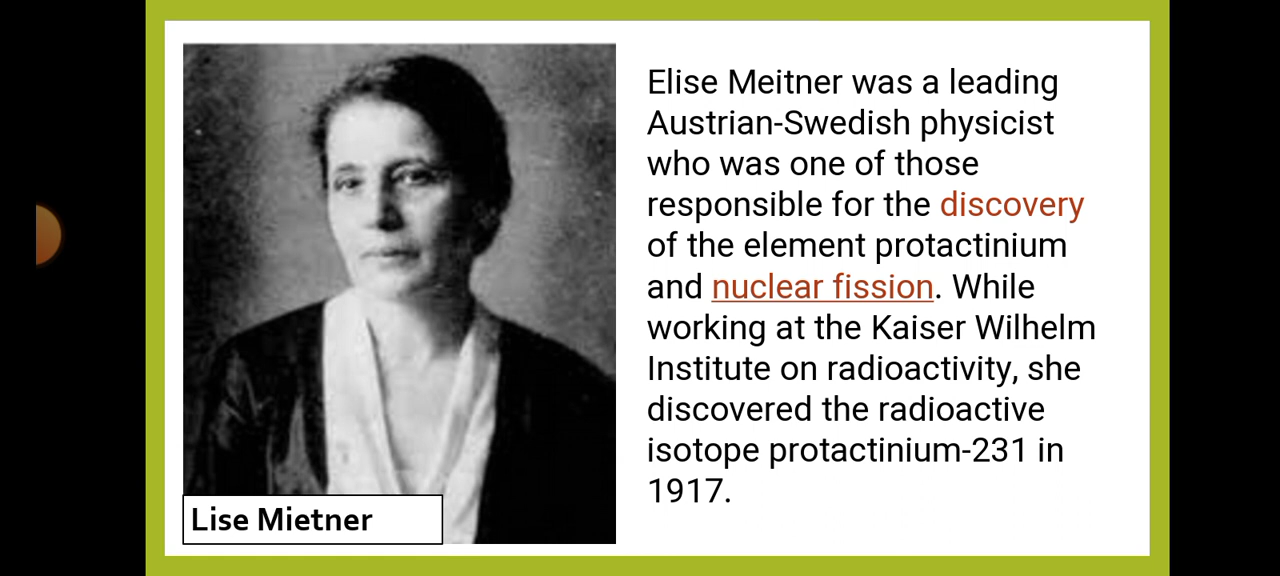 Elise Meitner was a leading
Austrian-Swedish physicist
who was one of those
responsible for the discovery
of the element protactinium
and nuclear fission. While
working at the Kaiser Wilhelm
Institute on radioactivity, she
discovered the radioactive
isotope protactinium-231 in
1917.
Lise Mietner